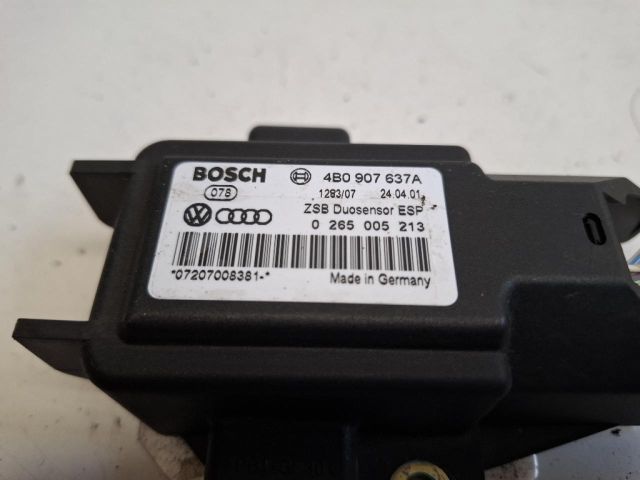 BOSCH 4B0 907 637A
078 1293/07 24.04.01
ZSB Duosensor ESP
0 265 005 213
*07207008381-* Made in Germany